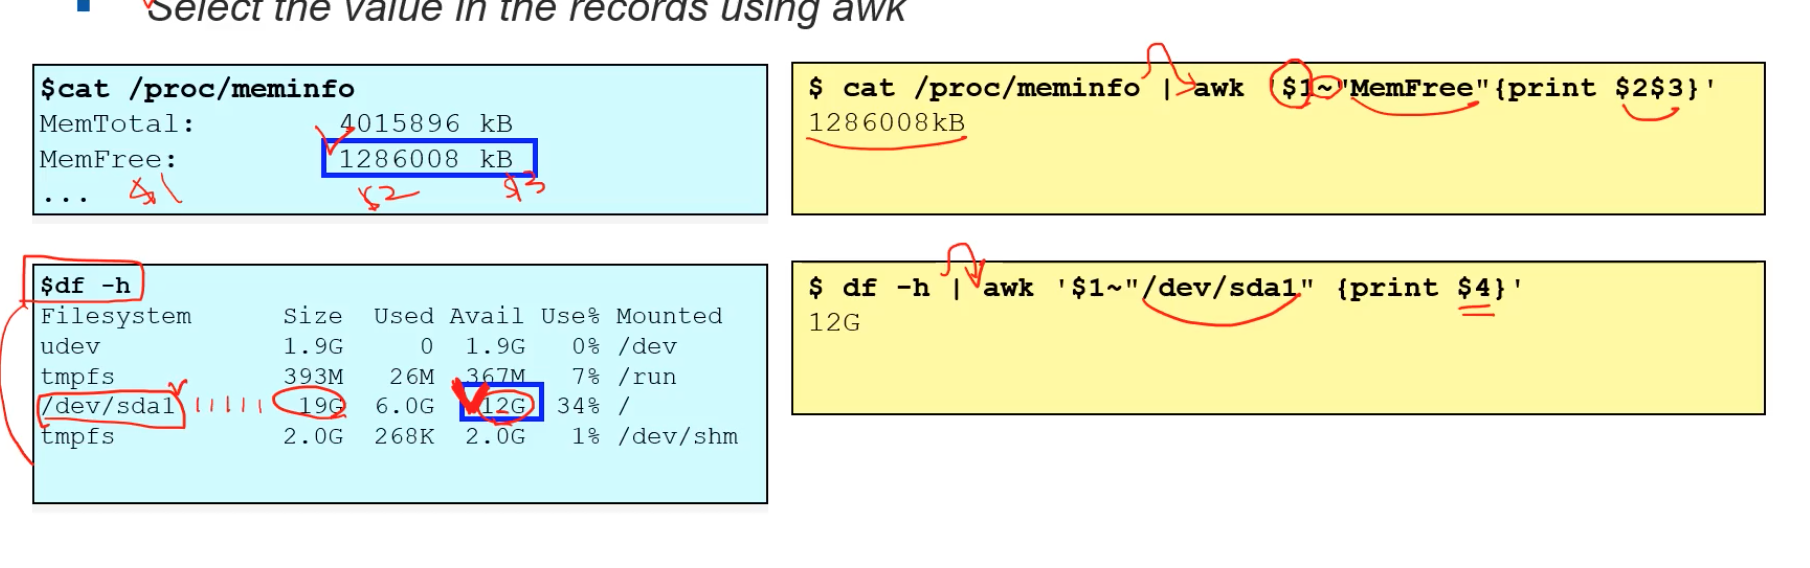 Select the value in the records using awk
$cat /proc/meminfo
MemTotal: 4015896 kB
MemFree: 1286008 kB
...
$1 $2 $3
$ cat /proc/meminfo | awk '$1~"MemFree"{print $2$3}'
1286008kB
$df -h
Filesystem Size Used Avail Use% Mounted
udev 1.9G 0 1.9G 0% /dev
tmpfs 393M 26M 367M 7% /run
/dev/sda1 19G 6.0G 12G 34% /
tmpfs 2.0G 268K 2.0G 1% /dev/shm
$ df -h | awk '$1~"/dev/sda1" {print $4}'
12G